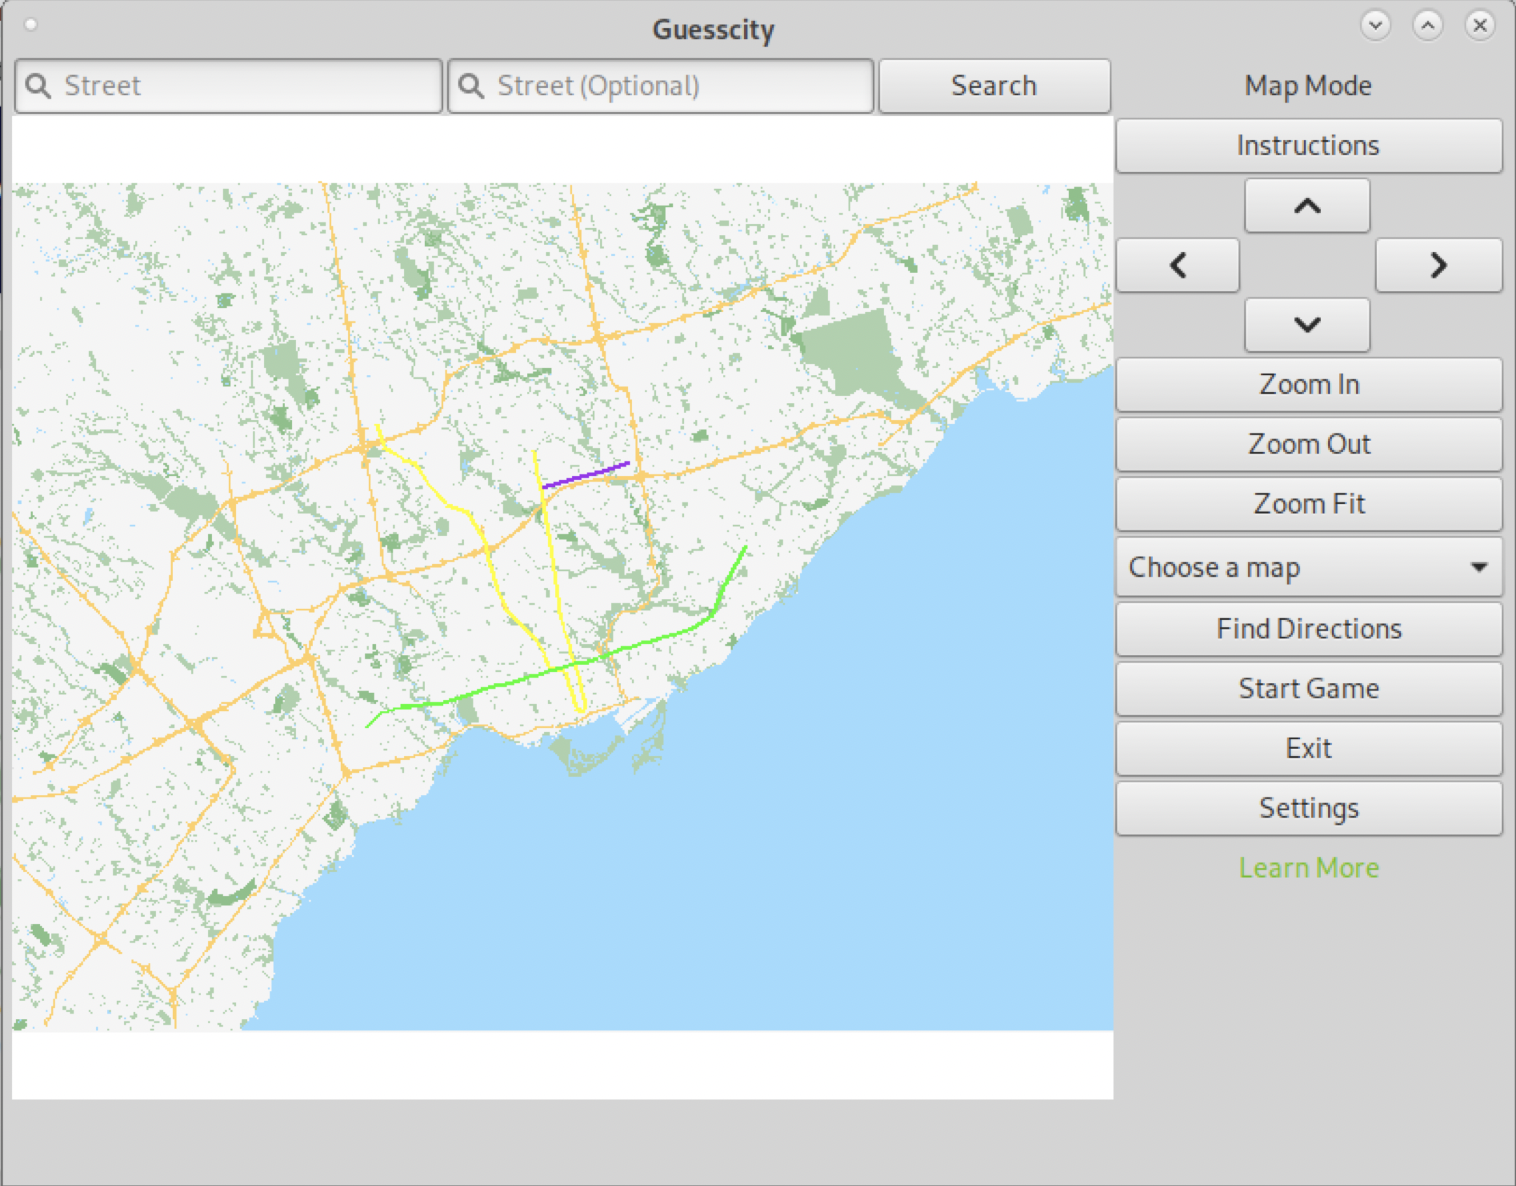 Guesscity
Street
Street (Optional)
Search
Map Mode
Instructions
Zoom In
Zoom Out
Zoom Fit
Choose a map
Find Directions
Start Game
Exit
Settings
Learn More